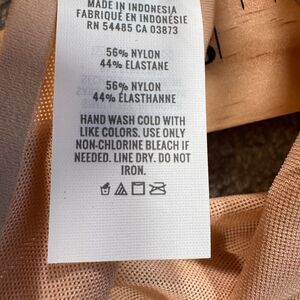 MADE IN INDONESIA
FABRIQUÉ EN INDONÉSIE
RN 54485 CA 03873
56% NYLON
44% ELASTANE
56% NYLON
44% ÉLASTHANNE
HAND WASH COLD WITH
LIKE COLORS. USE ONLY
NON-CHLORINE BLEACH IF
NEEDED. LINE DRY. DO NOT
IRON.